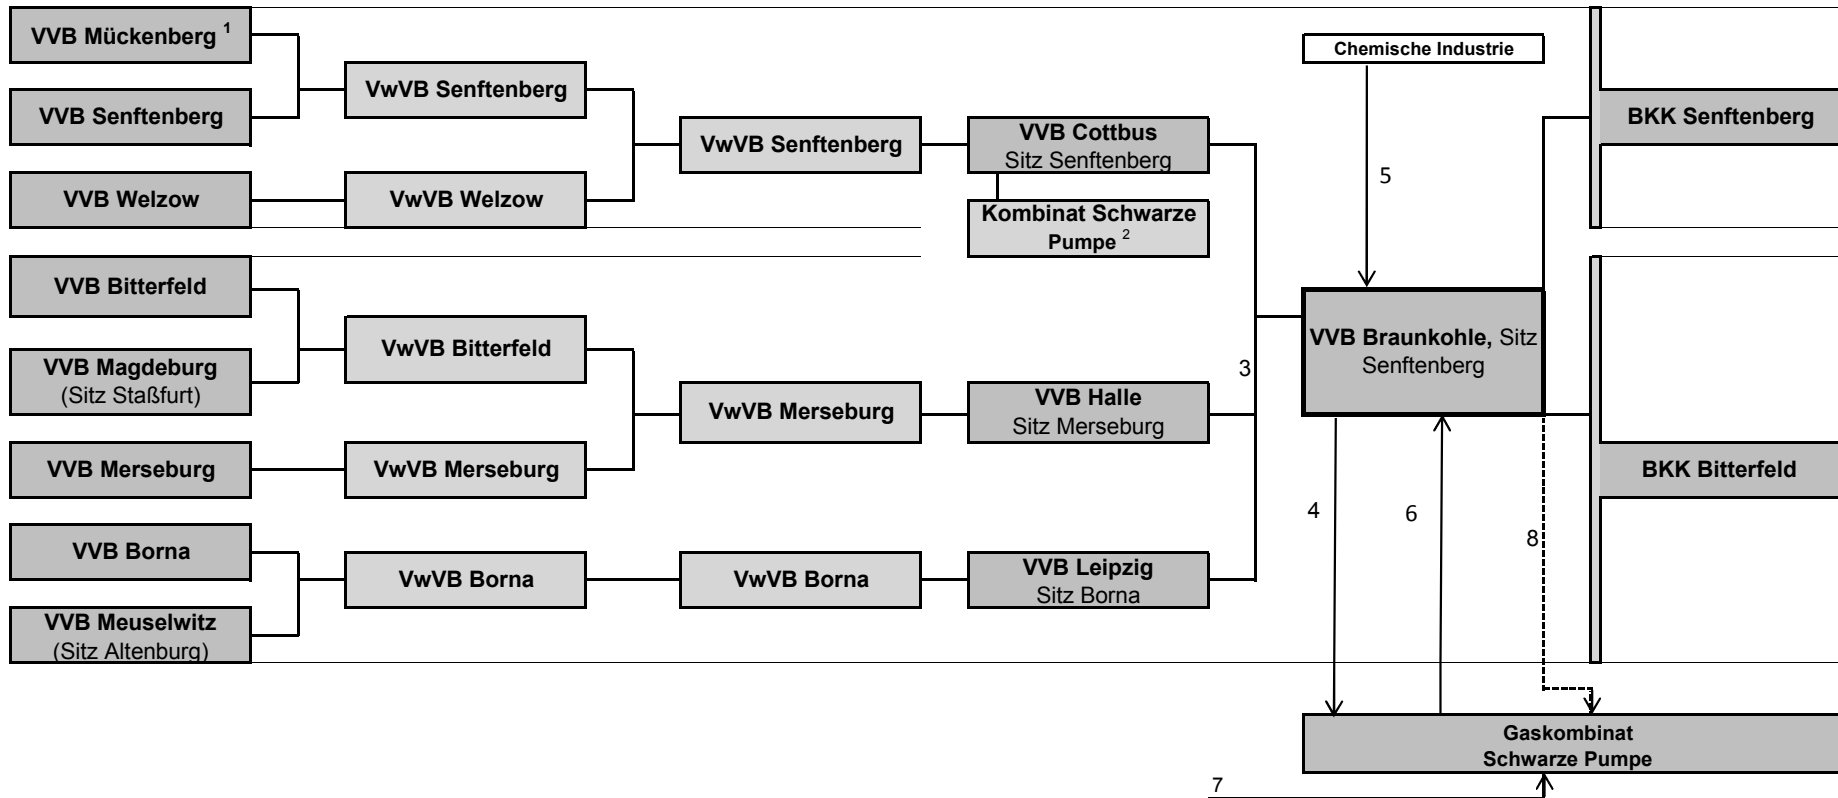 VVB Mückenberg ¹
VVB Senftenberg
VVB Welzow
VVB Bitterfeld
VVB Magdeburg
(Sitz Staßfurt)
VVB Merseburg
VVB Borna
VVB Meuselwitz
(Sitz Altenburg)
VwVB Senftenberg
VwVB Welzow
VwVB Bitterfeld
VwVB Merseburg
VwVB Borna
VwVB Senftenberg
VwVB Merseburg
VwVB Borna
VVB Cottbus
Sitz Senftenberg
Kombinat Schwarze
Pumpe ²
VVB Halle
Sitz Merseburg
VVB Leipzig
Sitz Borna
3
Chemische Industrie
5
VVB Braunkohle, Sitz
Senftenberg
4
6
8
BKK Senftenberg
BKK Bitterfeld
Gaskombinat
Schwarze Pumpe
7